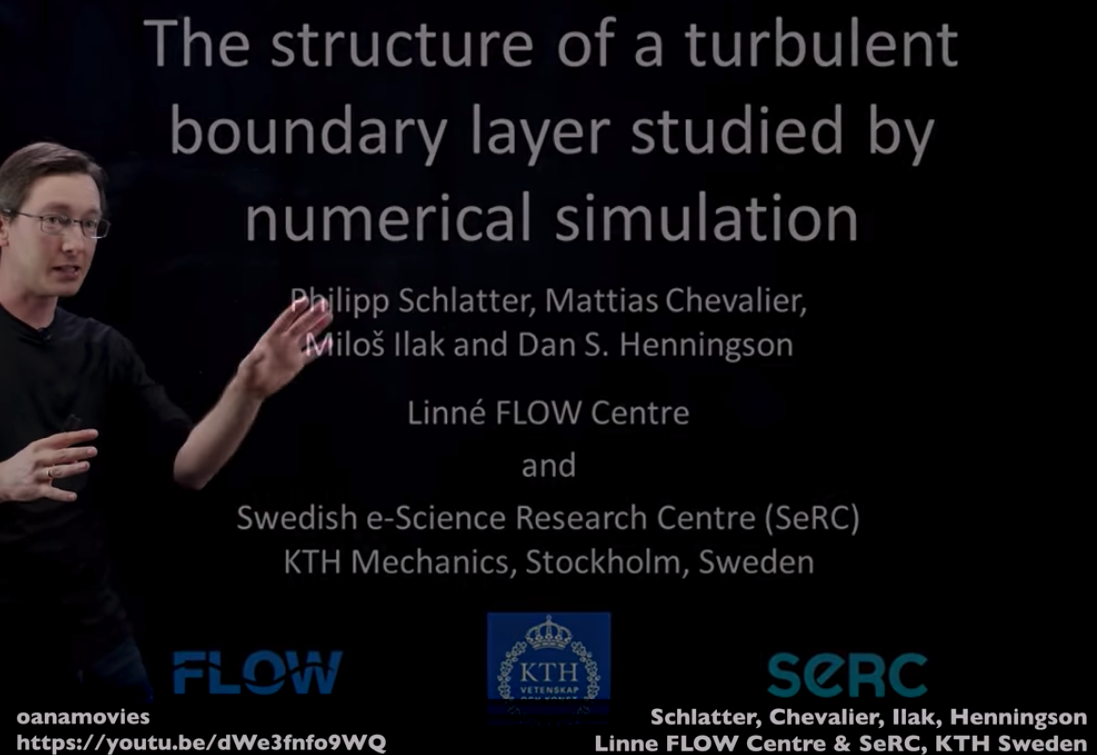 The structure of a turbulent
boundary layer studied by
numerical simulation
Philipp Schlatter, Mattias Chevalier,
Miloš Ilak and Dan S. Henningson
Linné FLOW Centre
and
Swedish e-Science Research Centre (SeRC)
KTH Mechanics, Stockholm, Sweden
FLOW
KTH
VETENSKAP
OCH KONST
SeRC
oanamovies
https://youtu.be/dWe3fnfo9WQ
Schlatter, Chevalier, Ilak, Henningson
Linne FLOW Centre & SeRC, KTH Sweden